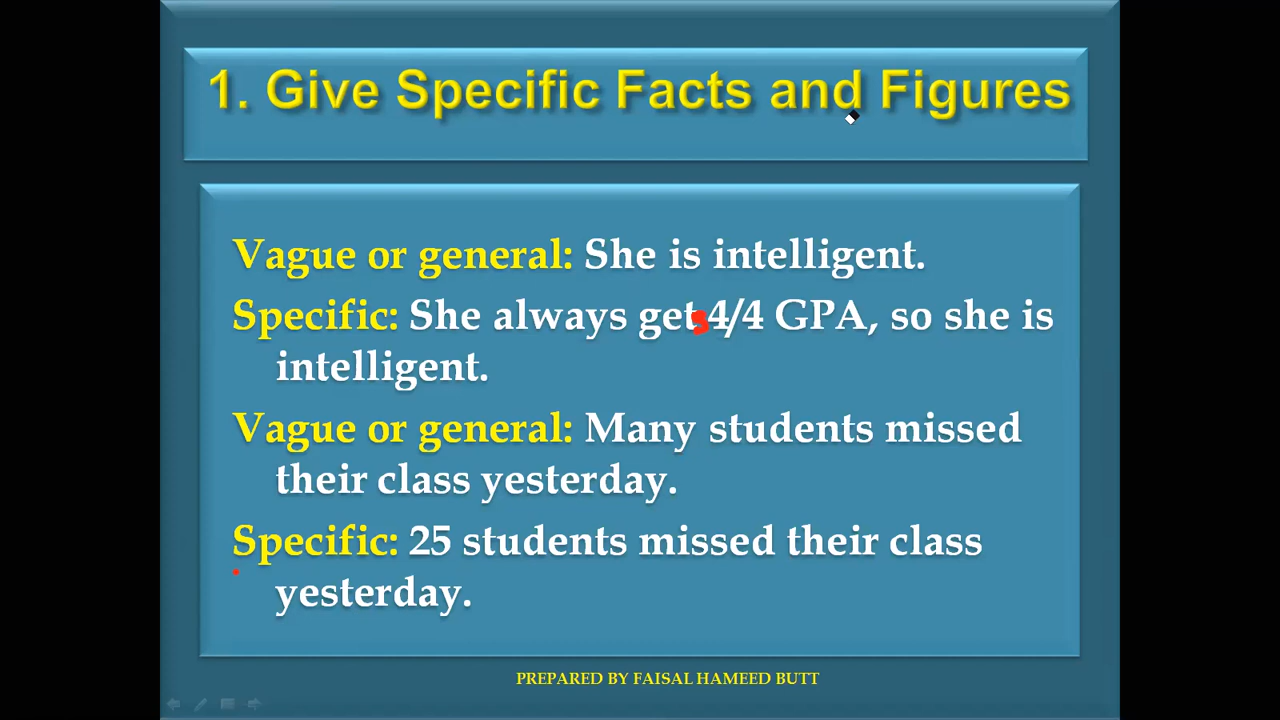 1. Give Specific Facts and Figures
Vague or general: She is intelligent.
Specific: She always gets 4/4 GPA, so she is
intelligent.
Vague or general: Many students missed
their class yesterday.
Specific: 25 students missed their class
yesterday.
PREPARED BY FAISAL HAMEED BUTT